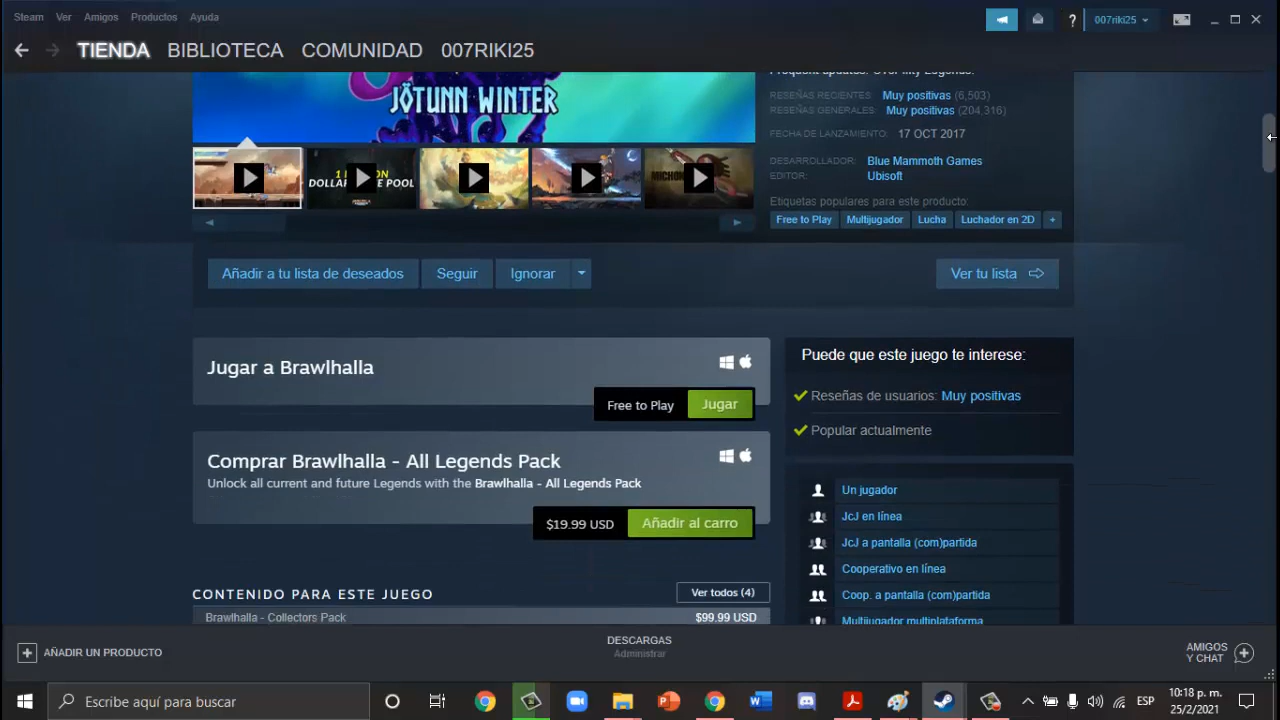 Steam Ver Amigos Productos Ayuda
007riki25
TIENDA BIBLIOTECA COMUNIDAD 007RIKI25
JÖTUNN WINTER
Frequent updates. Over fifty Legends.
RESEÑAS RECIENTES: Muy positivas (6,503)
RESEÑAS GENERALES: Muy positivas (204,316)
FECHA DE LANZAMIENTO: 17 OCT 2017
DESARROLLADOR: Blue Mammoth Games
EDITOR: Ubisoft
Etiquetas populares para este producto:
Free to Play Multijugador Lucha Luchador en 2D +
Añadir a tu lista de deseados Seguir Ignorar Ver tu lista
Jugar a Brawlhalla
Free to Play Jugar
Comprar Brawlhalla - All Legends Pack
Unlock all current and future Legends with the Brawlhalla - All Legends Pack
$19.99 USD Añadir al carro
CONTENIDO PARA ESTE JUEGO Ver todos (4)
Brawlhalla - Collectors Pack $99.99 USD
Puede que este juego te interese:
Reseñas de usuarios: Muy positivas
Popular actualmente
Un jugador
JcJ en línea
JcJ a pantalla (com)partida
Cooperativo en línea
Coop. a pantalla (com)partida
Multijugador multiplataforma
AÑADIR UN PRODUCTO
DESCARGAS
Administrar
AMIGOS
Y CHAT
Escribe aquí para buscar
ESP
10:18 p. m.
25/2/2021